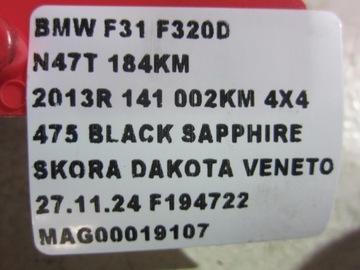 BMW F31 F320D
N47T 184KM
2013R 141 002KM 4X4
475 BLACK SAPPHIRE
SKORA DAKOTA VENETO
27.11.24 F194722
MAG00019107